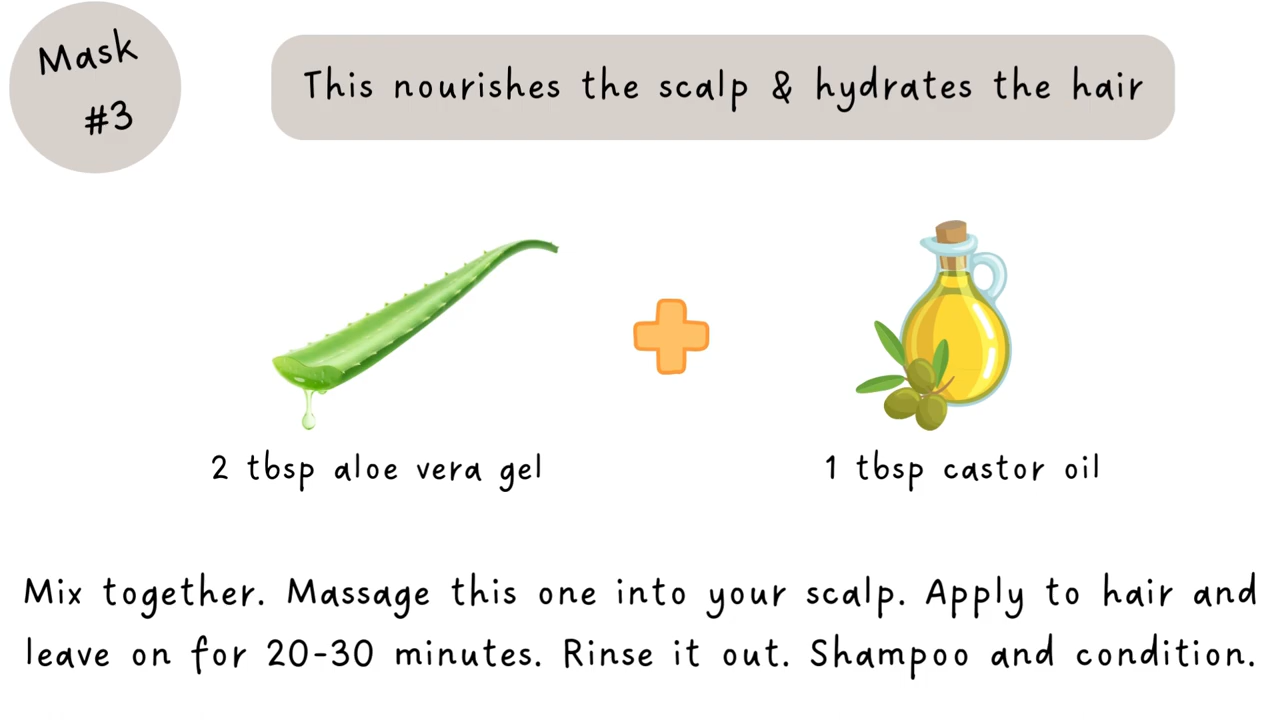 Mask
#3
This nourishes the scalp & hydrates the hair
2 tbsp aloe vera gel
1 tbsp castor oil
Mix together. Massage this one into your scalp. Apply to hair and
leave on for 20-30 minutes. Rinse it out. Shampoo and condition.